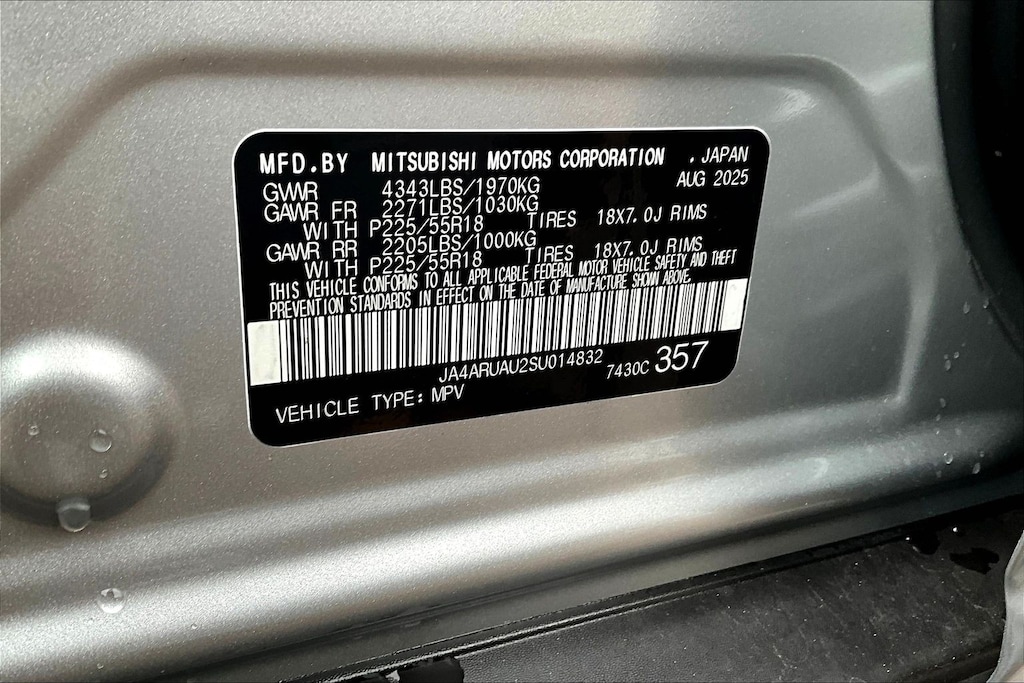 MFD.BY MITSUBISHI MOTORS CORPORATION . JAPAN
AUG 2025
GVWR 4343LBS/1970KG
GAWR FR 2271LBS/1030KG
WITH P225/55R18 TIRES 18X7.0J RIMS
GAWR RR 2205LBS/1000KG
WITH P225/55R18 TIRES 18X7.0J RIMS
THIS VEHICLE CONFORMS TO ALL APPLICABLE FEDERAL MOTOR VEHICLE SAFETY AND THEFT
PREVENTION STANDARDS IN EFFECT ON THE DATE OF MANUFACTURE SHOWN ABOVE.
JA4ARUAU2SU014832
7430C 357
VEHICLE TYPE: MPV